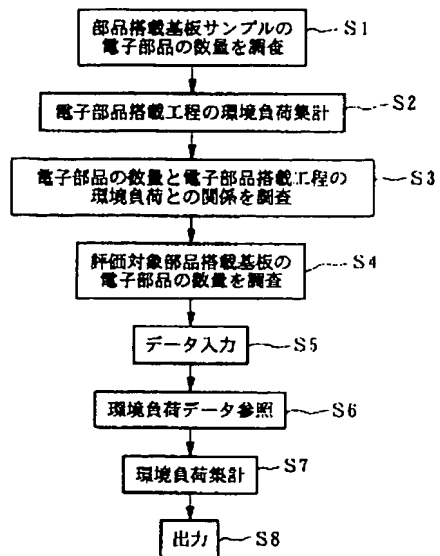 部品搭載基板サンプルの
電子部品の数量を調査
S1
電子部品搭載工程の環境負荷集計
S2
電子部品の数量と電子部品搭載工程の
環境負荷との関係を調査
S3
評価対象部品搭載基板の
電子部品の数量を調査
S4
データ入力
S5
環境負荷データ参照
S6
環境負荷集計
S7
出力
S8